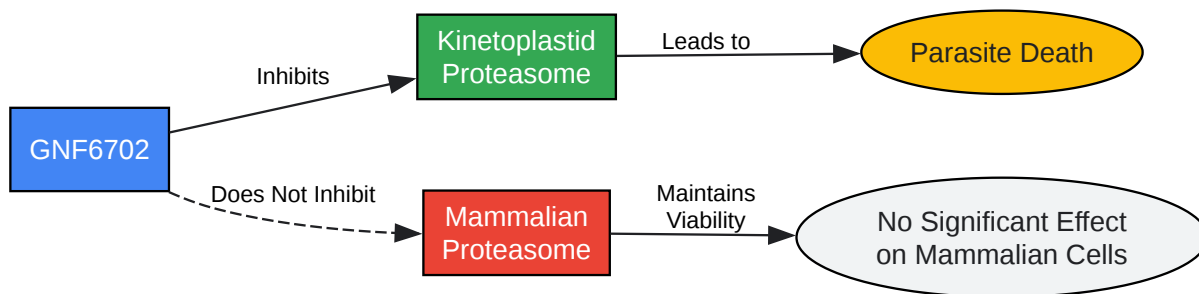 GNF6702
Inhibits
Kinetoplastid
Proteasome
Leads to
Parasite Death
Does Not Inhibit
Mammalian
Proteasome
Maintains
Viability
No Significant Effect
on Mammalian Cells